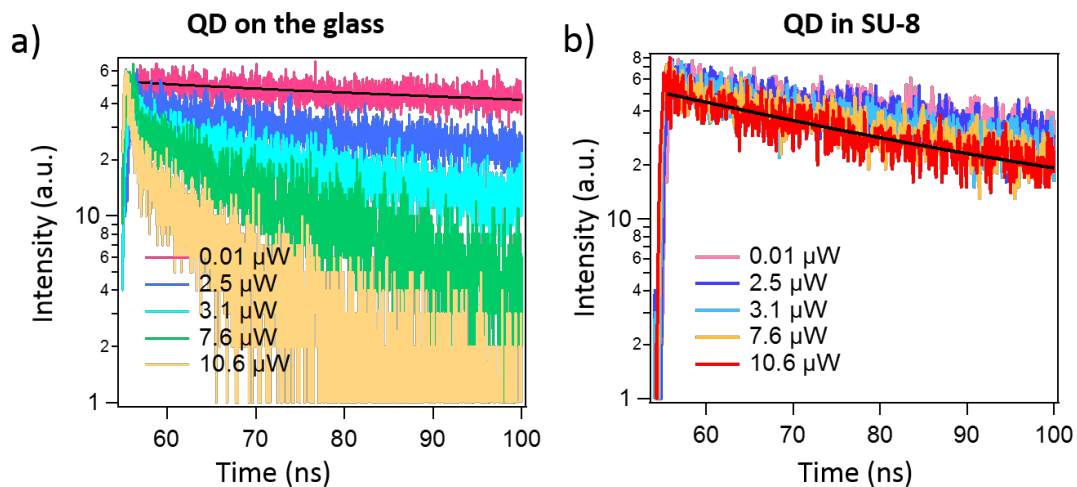 QD on the glass
a)
6
4
2
10
8
6
4
2
1
Intensity (a.u.)
0.01 µW
2.5 µW
3.1 µW
7.6 µW
10.6 µW
60 70 80 90 100
Time (ns)
QD in SU-8
b)
8
6
4
2
10
8
6
4
2
1
Intensity (a.u.)
0.01 µW
2.5 µW
3.1 µW
7.6 µW
10.6 µW
60 70 80 90 100
Time (ns)